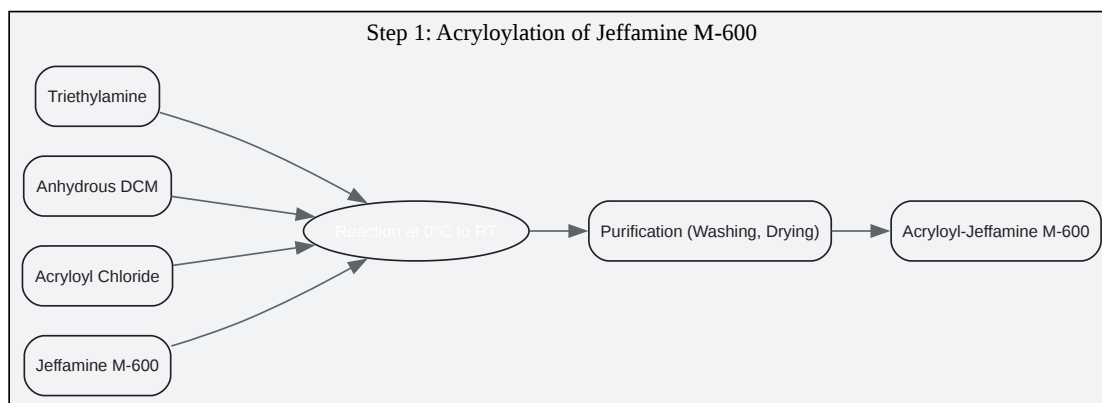 Step 1: Acryloylation of Jeffamine M-600
Triethylamine
Anhydrous DCM
Acryloyl Chloride
Jeffamine M-600
Reaction at 0°C to RT
Purification (Washing, Drying)
Acryloyl-Jeffamine M-600